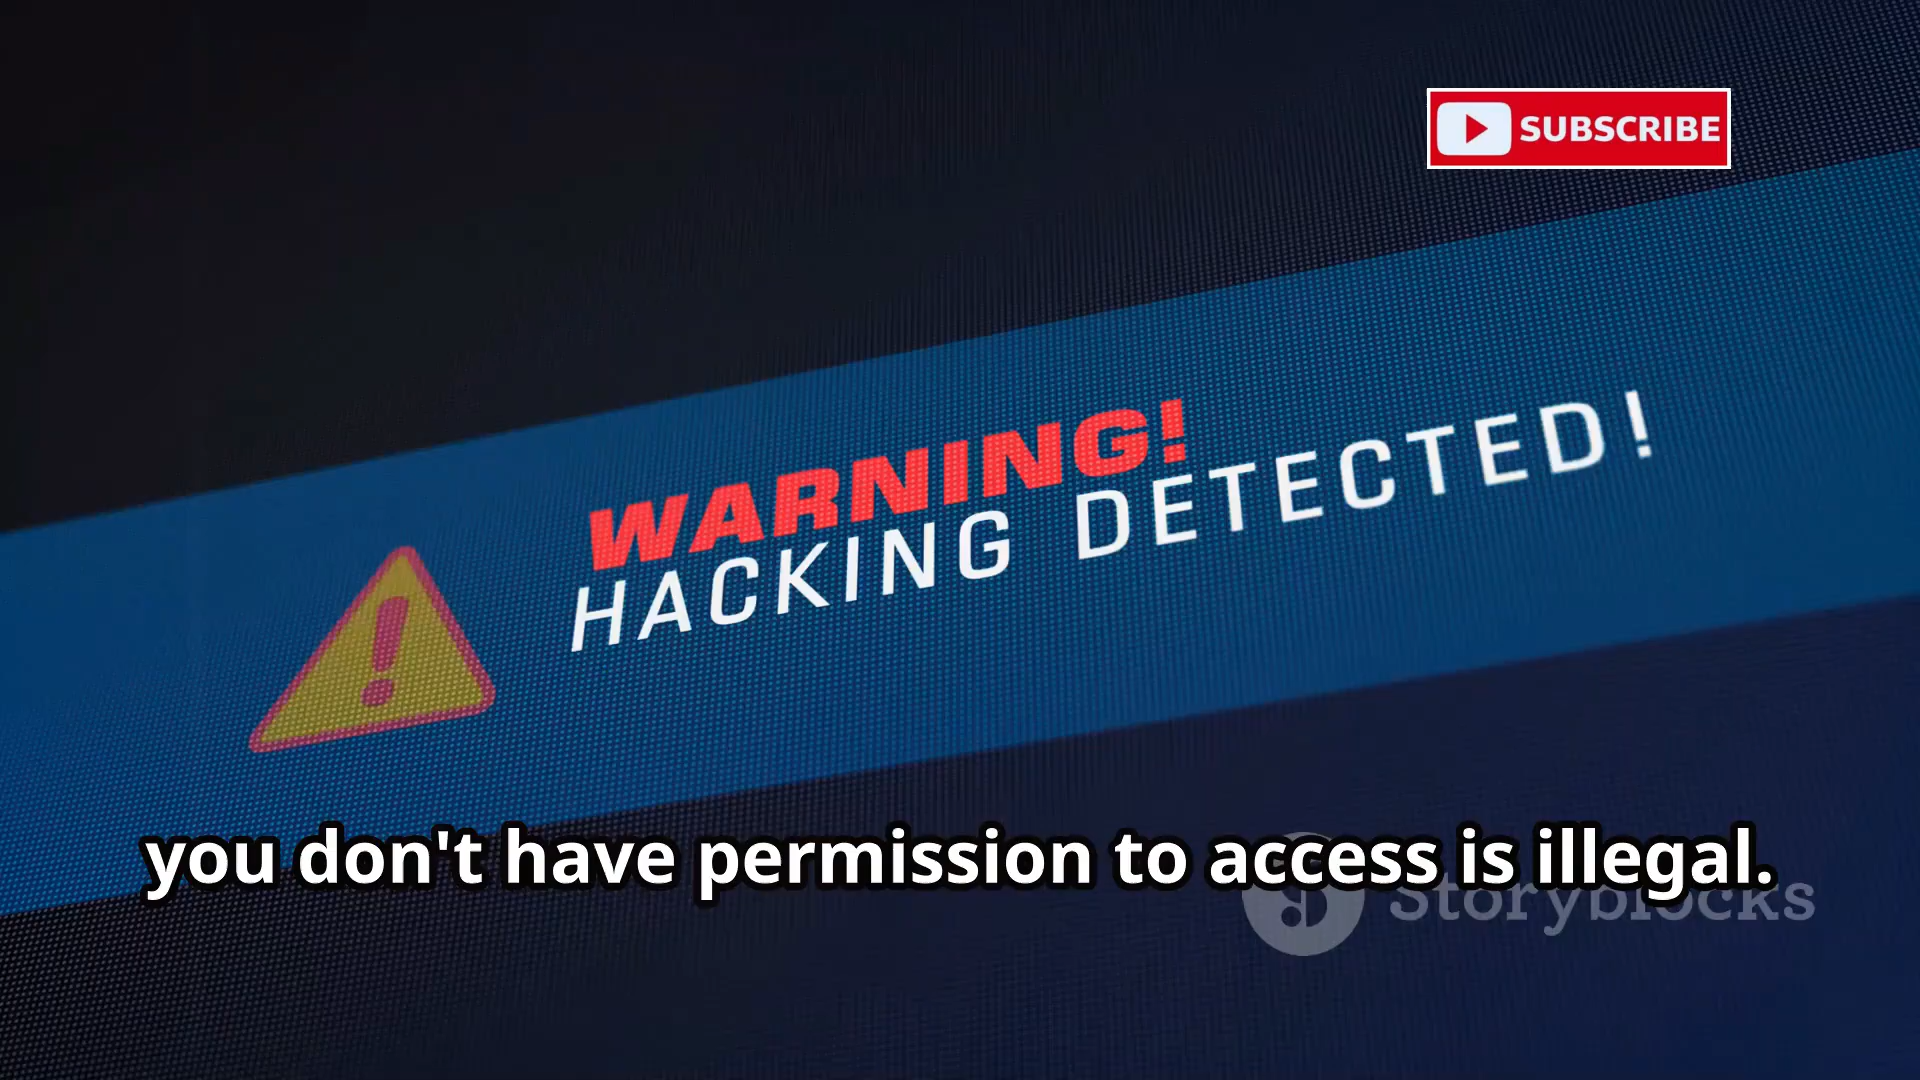 SUBSCRIBE
WARNING!
HACKING DETECTED!
you don't have permission to access is illegal.
Storyblocks